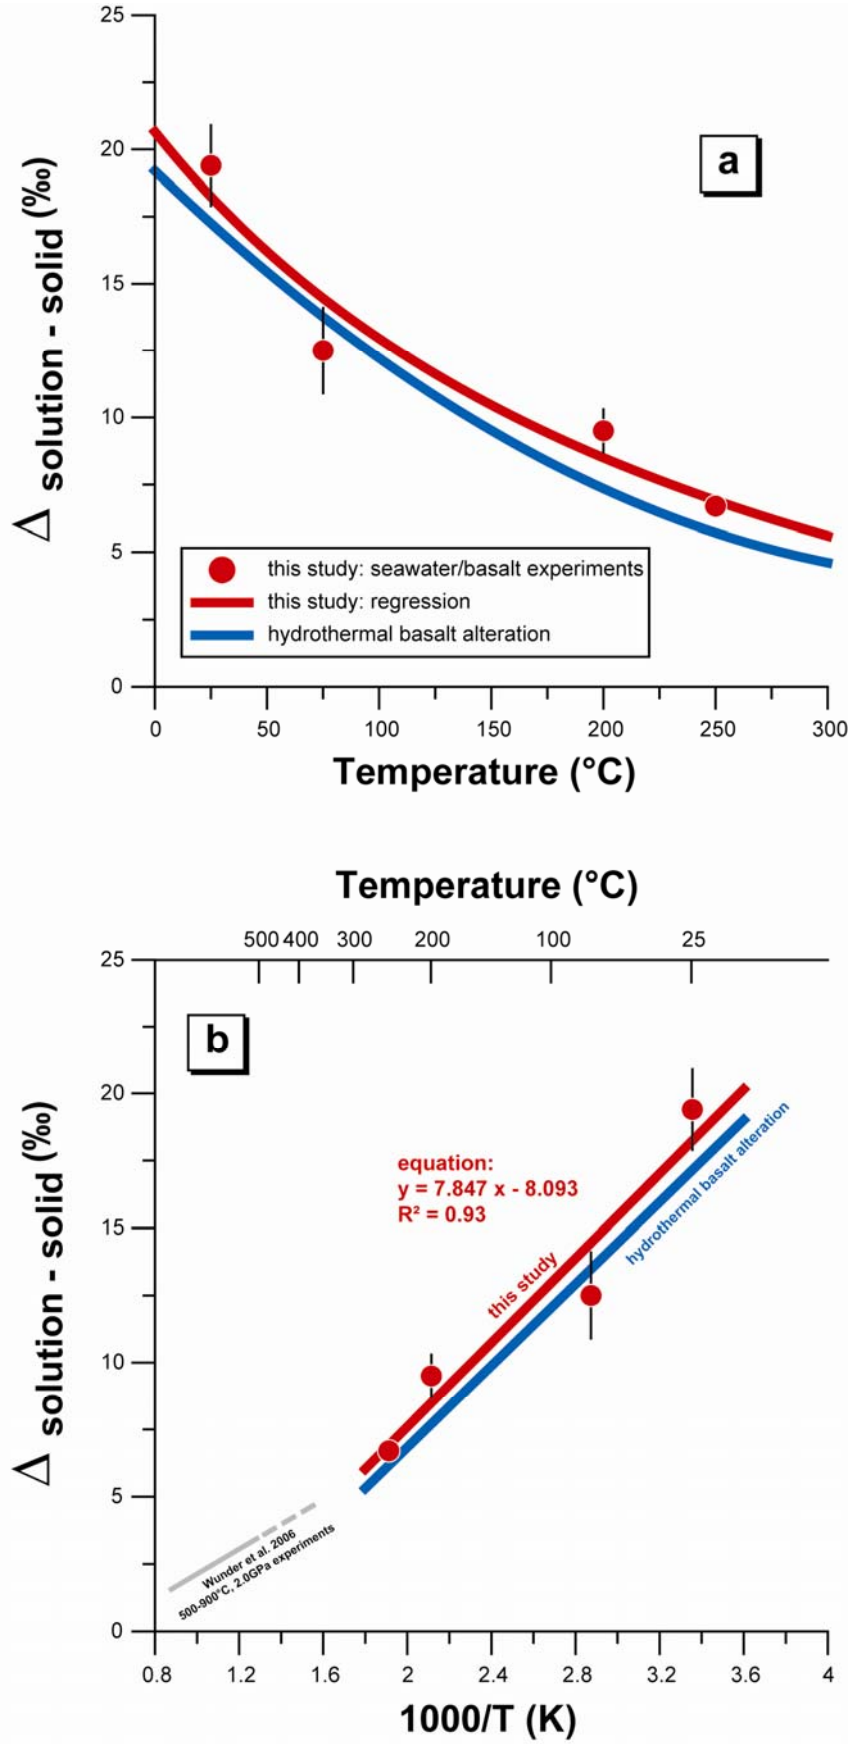 25
20
15
10
5
0
Δ solution - solid (‰)
a
this study: seawater/basalt experiments
this study: regression
hydrothermal basalt alteration
0 50 100 150 200 250 300
Temperature (°C)
Temperature (°C)
500 400 300 200 100 25
25
20
15
10
5
0
Δ solution - solid (‰)
b
equation:
y = 7.847 x - 8.093
R² = 0.93
this study
hydrothermal basalt alteration
Wunder et al. 2006
500-900°C, 2.0GPa experiments
0.8 1.2 1.6 2 2.4 2.8 3.2 3.6 4
1000/T (K)